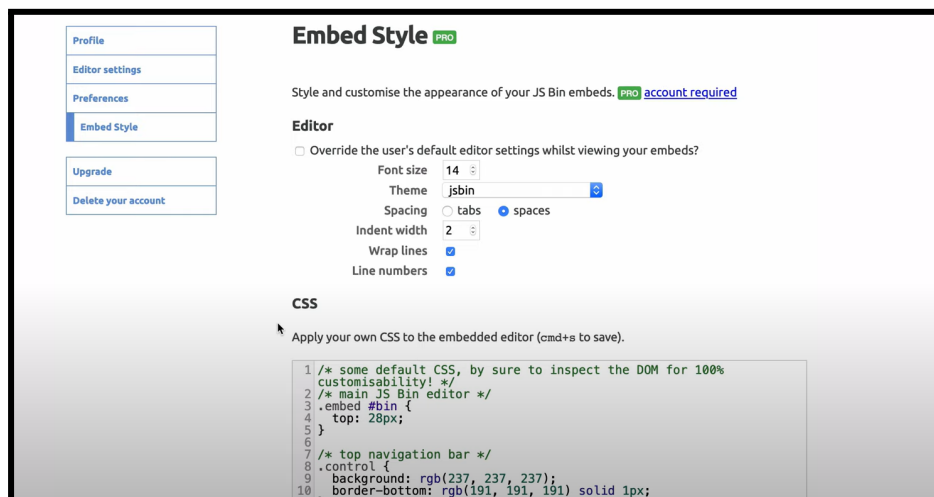 Profile
Editor settings
Preferences
Embed Style
Upgrade
Delete your account
Embed Style PRO
Style and customise the appearance of your JS Bin embeds. PRO account required
Editor
Override the user's default editor settings whilst viewing your embeds?
Font size 14
Theme jsbin
Spacing tabs spaces
Indent width 2
Wrap lines
Line numbers
CSS
Apply your own CSS to the embedded editor (cmd+s to save).
1 /* some default CSS, by sure to inspect the DOM for 100%
customisability! */
2 /* main JS Bin editor */
3 .embed #bin {
4 top: 28px;
5 }
6
7 /* top navigation bar */
8 .control {
9 background: rgb(237, 237, 237);
10 border-bottom: rgb(191, 191, 191) solid 1px;